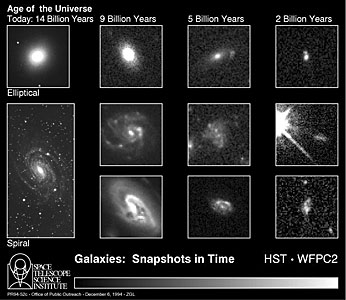 Age of the Universe
Today: 14 Billion Years 9 Billion Years 5 Billion Years 2 Billion Years
Elliptical
Spiral
Galaxies: Snapshots in Time HST • WFPC2
SPACE
TELESCOPE
SCIENCE
INSTITUTE
PR94-52c • Office of Public Outreach • December 6, 1994 • ZGL